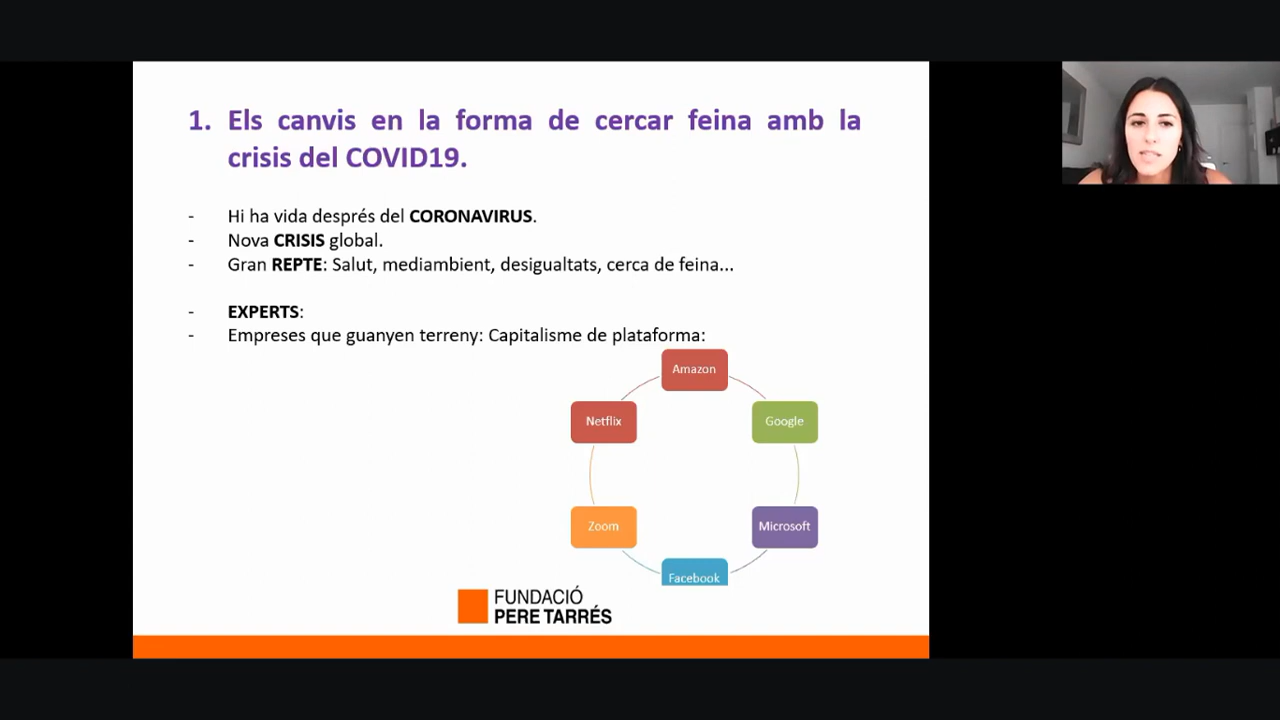 1. Els canvis en la forma de cercar feina amb la
crisis del COVID19.
- Hi ha vida després del CORONAVIRUS.
- Nova CRISIS global.
- Gran REPTE: Salut, mediambient, desigualtats, cerca de feina...
- EXPERTS:
- Empreses que guanyen terreny: Capitalisme de plataforma:
Amazon
Netflix
Google
Zoom
Microsoft
Facebook
FUNDACIÓ
PERE TARRÉS